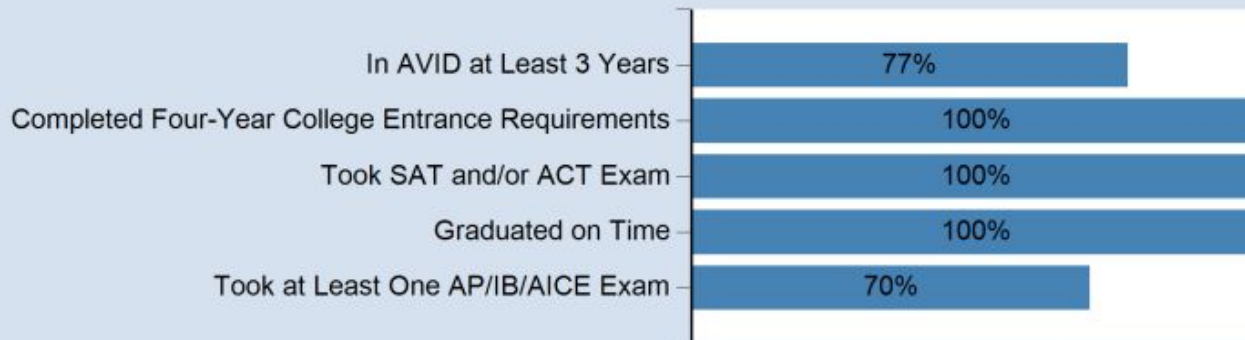 In AVID at Least 3 Years 77%
Completed Four-Year College Entrance Requirements 100%
Took SAT and/or ACT Exam 100%
Graduated on Time 100%
Took at Least One AP/IB/AICE Exam 70%